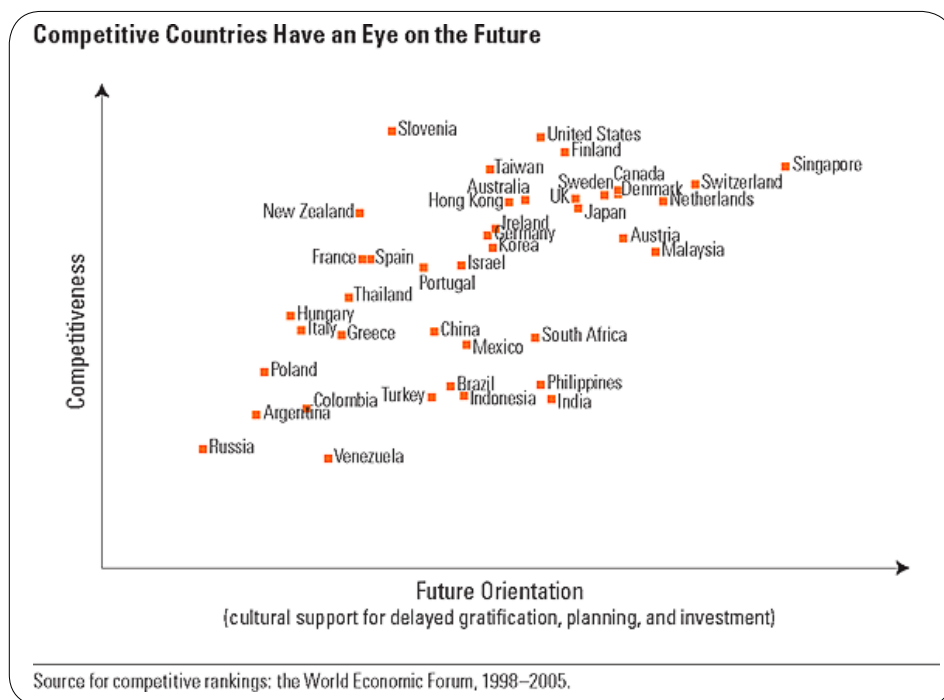 Competitive Countries Have an Eye on the Future
Slovenia
United States
Finland
Taiwan
Singapore
Canada
Sweden
Denmark
Switzerland
Australia
Hong Kong
UK
Netherlands
New Zealand
Japan
Ireland
Germany
Austria
Korea
Malaysia
France
Spain
Israel
Portugal
Thailand
Hungary
Italy
Greece
China
South Africa
Mexico
Poland
Brazil
Philippines
Turkey
Indonesia
India
Colombia
Argentina
Russia
Venezuela
Competitiveness
Future Orientation
(cultural support for delayed gratification, planning, and investment)
Source for competitive rankings: the World Economic Forum, 1998–2005.